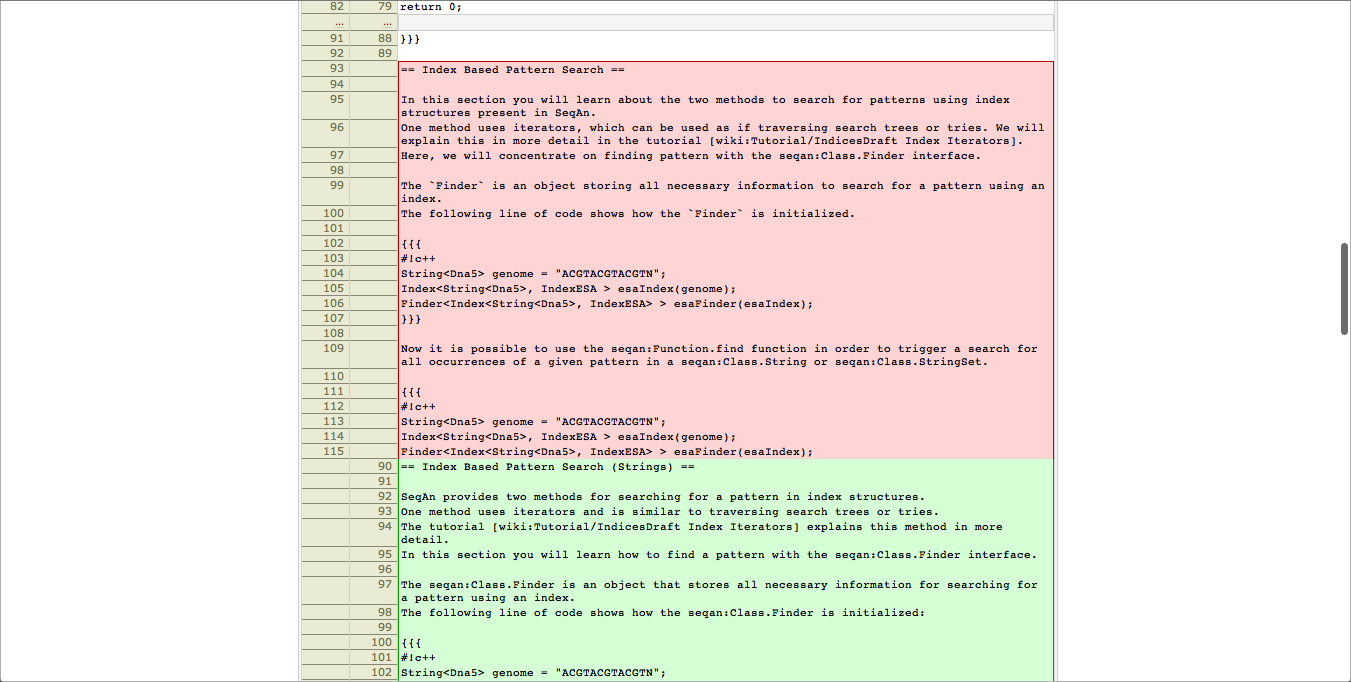 82 79 return 0;
... ...
91 88 }}}
92 89
93 == Index Based Pattern Search ==
94
95 In this section you will learn about the two methods to search for patterns using index
structures present in SeqAn.
96 One method uses iterators, which can be used as if traversing search trees or tries. We will
explain this in more detail in the tutorial [wiki:Tutorial/IndicesDraft Index Iterators].
97 Here, we will concentrate on finding pattern with the seqan:Class.Finder interface.
98
99 The `Finder` is an object storing all necessary information to search for a pattern using an
index.
100 The following line of code shows how the `Finder` is initialized.
101
102 {{{
103 #!c++
104 String<Dna5> genome = "ACGTACGTACGTN";
105 Index<String<Dna5>, IndexESA > esaIndex(genome);
106 Finder<Index<String<Dna5>, IndexESA> > esaFinder(esaIndex);
107 }}}
108
109 Now it is possible to use the seqan:Function.find function in order to trigger a search for
all occurrences of a given pattern in a seqan:Class.String or seqan:Class.StringSet.
110
111 {{{
112 #!c++
113 String<Dna5> genome = "ACGTACGTACGTN";
114 Index<String<Dna5>, IndexESA > esaIndex(genome);
115 Finder<Index<String<Dna5>, IndexESA> > esaFinder(esaIndex);
90 == Index Based Pattern Search (Strings) ==
91
92 SeqAn provides two methods for searching for a pattern in index structures.
93 One method uses iterators and is similar to traversing search trees or tries.
94 The tutorial [wiki:Tutorial/IndicesDraft Index Iterators] explains this method in more
detail.
95 In this section you will learn how to find a pattern with the seqan:Class.Finder interface.
96
97 The seqan:Class.Finder is an object that stores all necessary information for searching for
a pattern using an index.
98 The following line of code shows how the seqan:Class.Finder is initialized:
99
100 {{{
101 #!c++
102 String<Dna5> genome = "ACGTACGTACGTN";